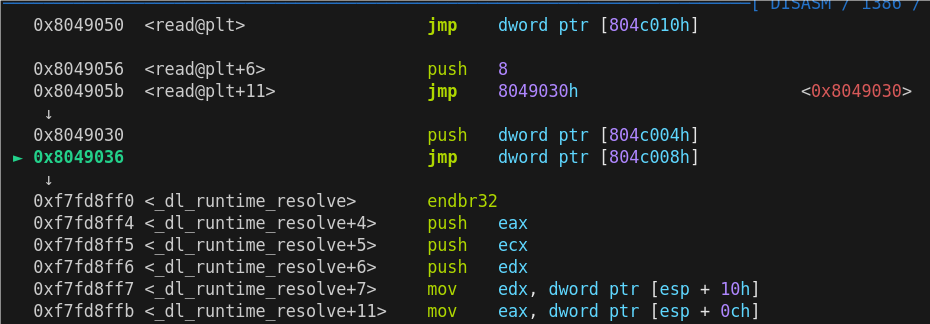 [ DISASM / i386 /
0x8049050 <read@plt> jmp dword ptr [804c010h]
0x8049056 <read@plt+6> push 8
0x804905b <read@plt+11> jmp 8049030h <0x8049030>
↓
0x8049030 push dword ptr [804c004h]
► 0x8049036 jmp dword ptr [804c008h]
↓
0xf7fd8ff0 <_dl_runtime_resolve> endbr32
0xf7fd8ff4 <_dl_runtime_resolve+4> push eax
0xf7fd8ff5 <_dl_runtime_resolve+5> push ecx
0xf7fd8ff6 <_dl_runtime_resolve+6> push edx
0xf7fd8ff7 <_dl_runtime_resolve+7> mov edx, dword ptr [esp + 10h]
0xf7fd8ffb <_dl_runtime_resolve+11> mov eax, dword ptr [esp + 0ch]